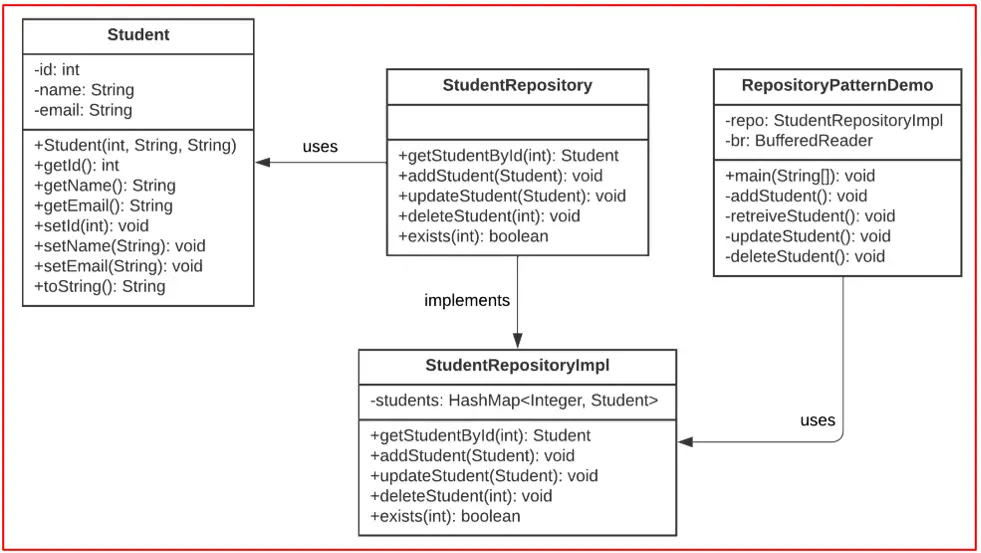 Student
-id: int
-name: String
-email: String
+Student(int, String, String)
+getId(): int
+getName(): String
+getEmail(): String
+setId(int): void
+setName(String): void
+setEmail(String): void
+toString(): String
uses
StudentRepository
+getStudentById(int): Student
+addStudent(Student): void
+updateStudent(Student): void
+deleteStudent(int): void
+exists(int): boolean
RepositoryPatternDemo
-repo: StudentRepositoryImpl
-br: BufferedReader
+main(String[]): void
-addStudent(): void
-retreiveStudent(): void
-updateStudent(): void
-deleteStudent(): void
implements
StudentRepositoryImpl
-students: HashMap<Integer, Student>
+getStudentById(int): Student
+addStudent(Student): void
+updateStudent(Student): void
+deleteStudent(int): void
+exists(int): boolean
uses